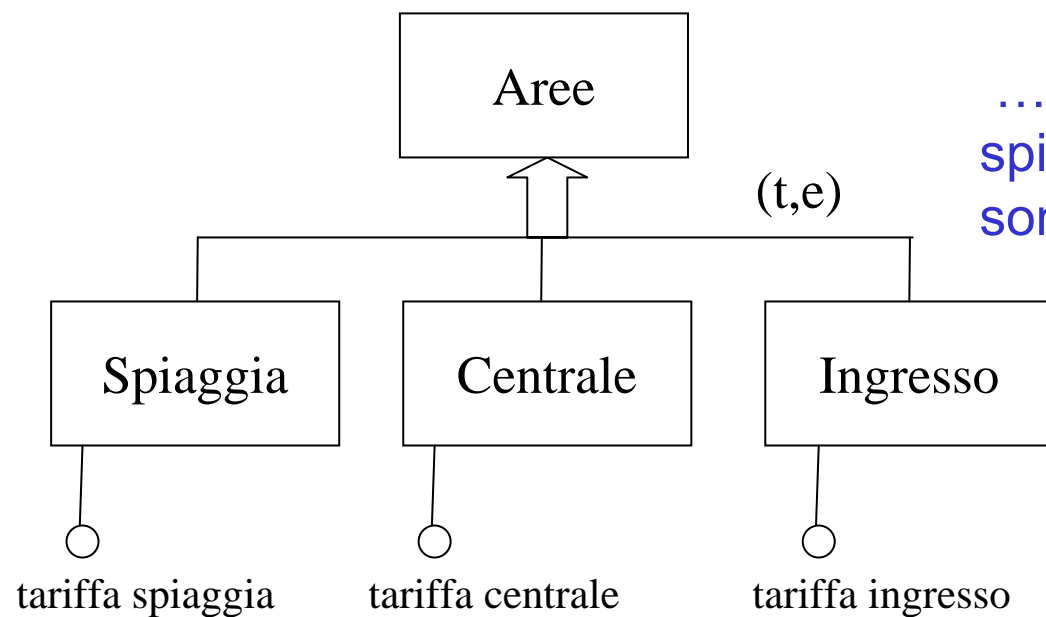 Aree
(t,e)
Spiaggia
Centrale
Ingresso
tariffa spiaggia
tariffa centrale
tariffa ingresso